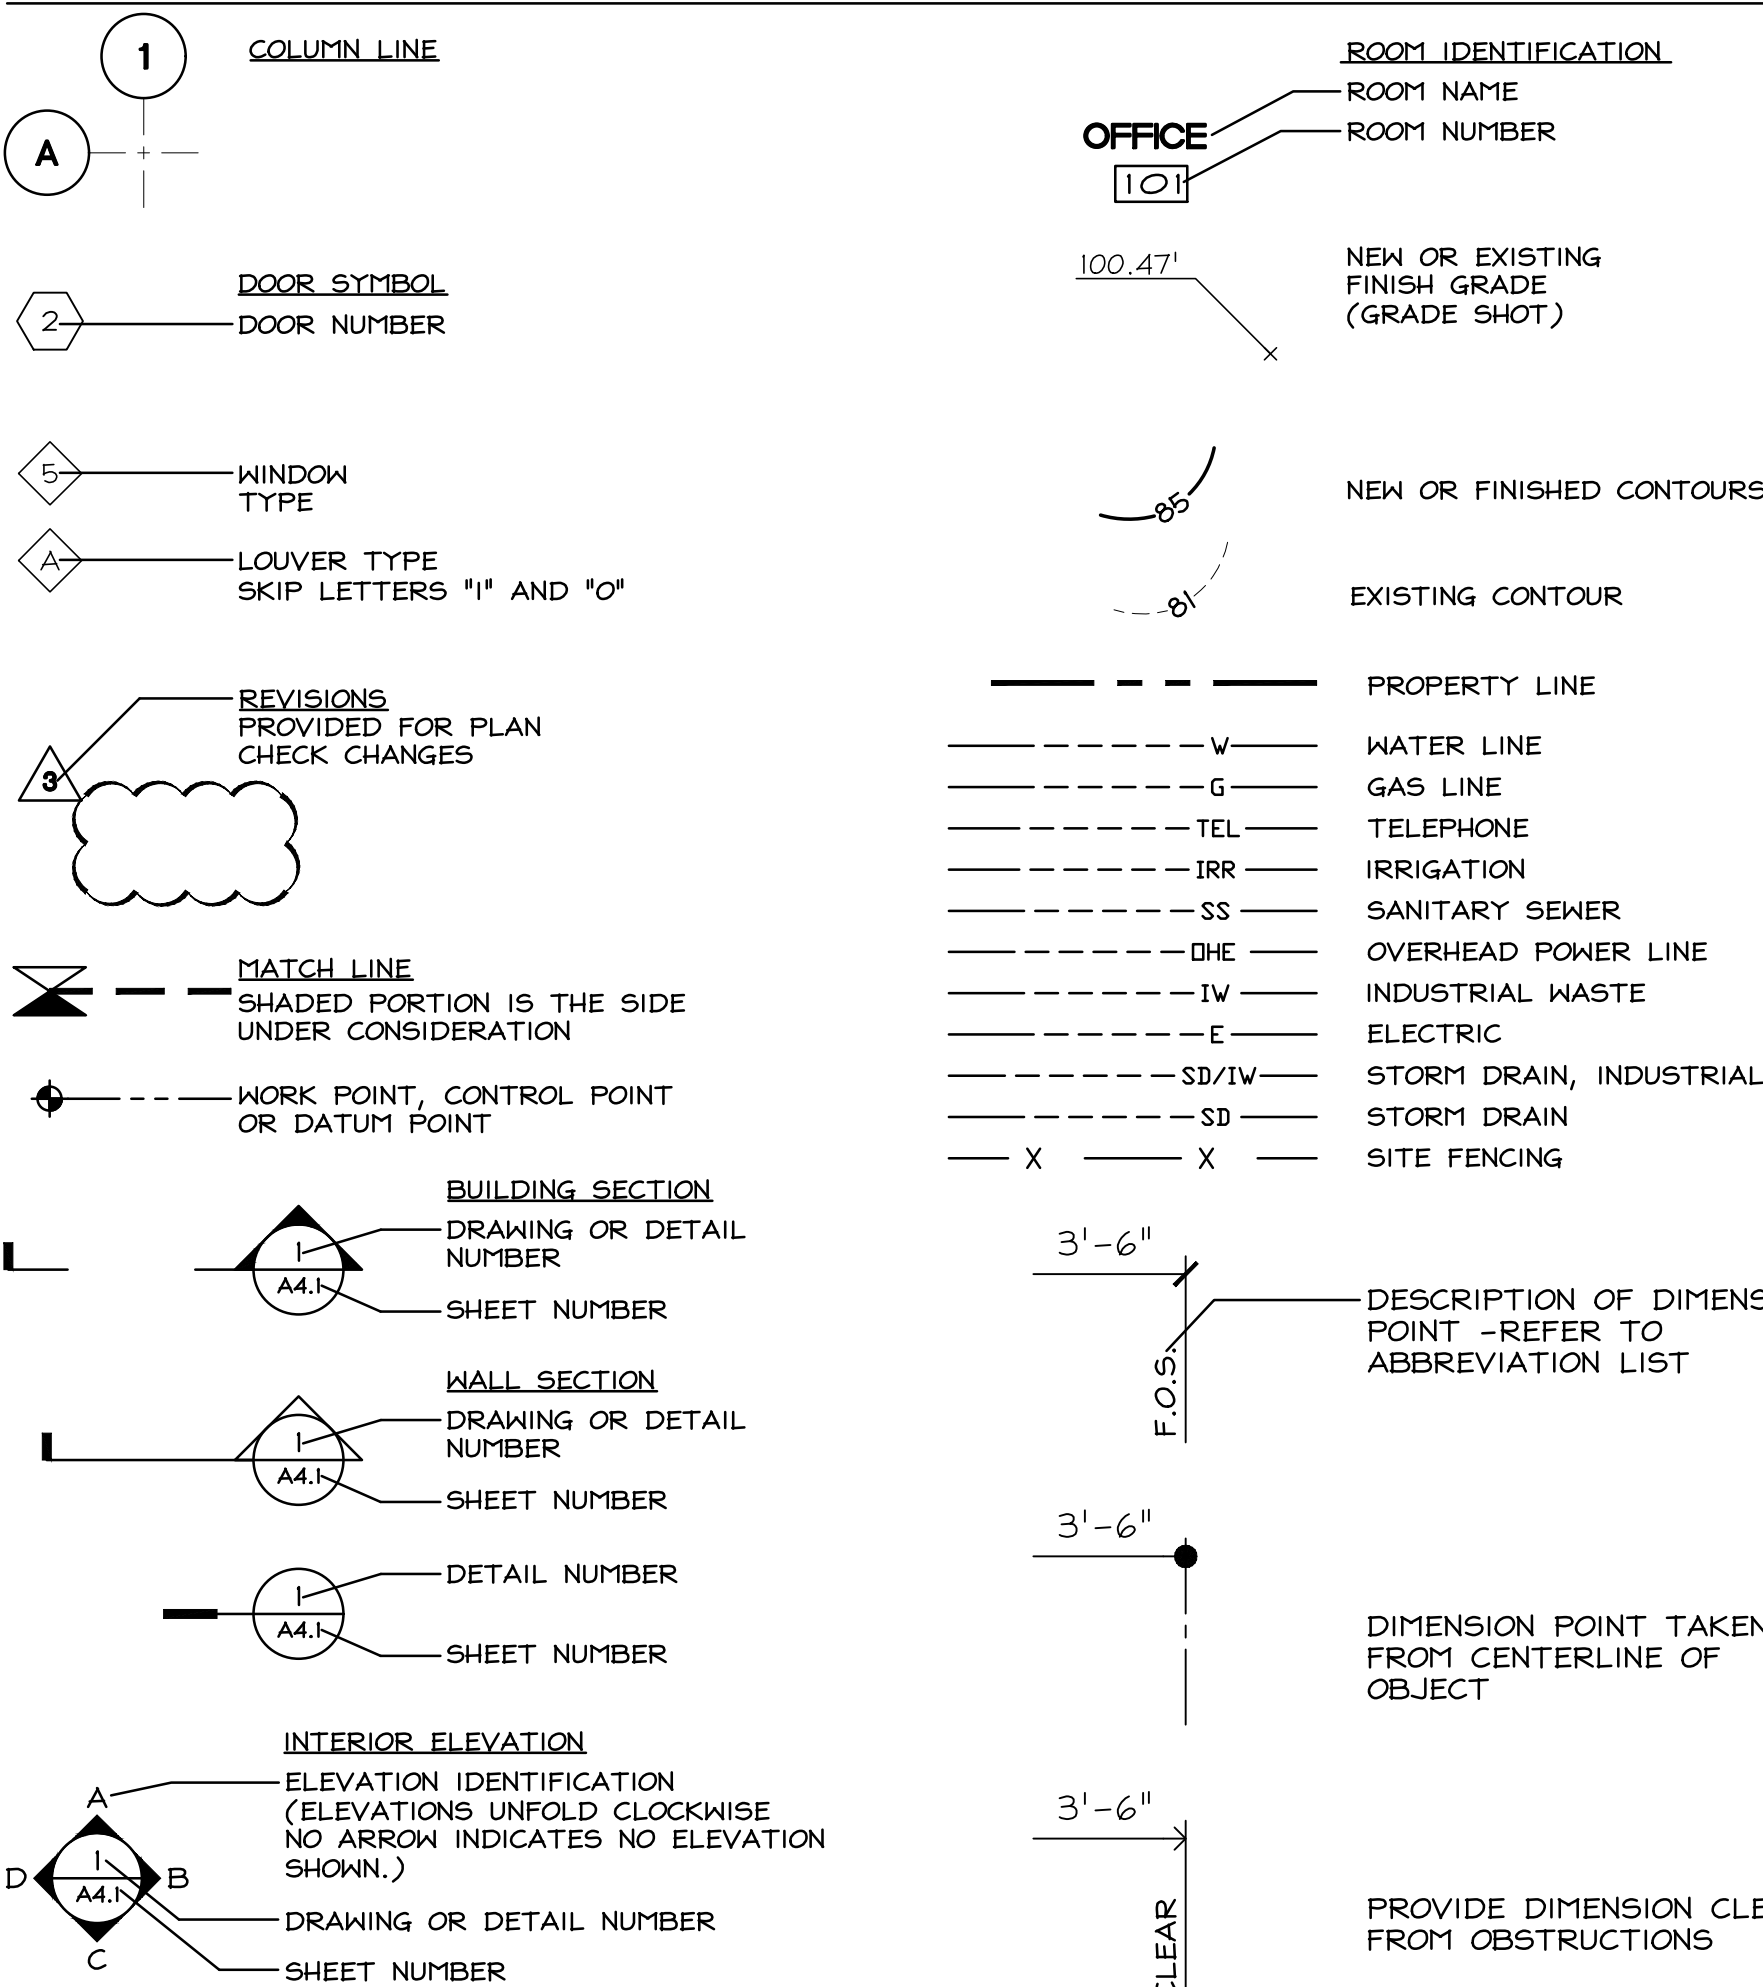 1
COLUMN LINE
A
DOOR SYMBOL
2
DOOR NUMBER
5
WINDOW
TYPE
A
LOUVER TYPE
SKIP LETTERS "I" AND "O"
REVISIONS
PROVIDED FOR PLAN
CHECK CHANGES
3
MATCH LINE
SHADED PORTION IS THE SIDE
UNDER CONSIDERATION
WORK POINT, CONTROL POINT
OR DATUM POINT
BUILDING SECTION
DRAWING OR DETAIL
NUMBER
1
A4.1
SHEET NUMBER
WALL SECTION
DRAWING OR DETAIL
NUMBER
1
A4.1
SHEET NUMBER
DETAIL NUMBER
1
A4.1
SHEET NUMBER
INTERIOR ELEVATION
ELEVATION IDENTIFICATION
(ELEVATIONS UNFOLD CLOCKWISE
NO ARROW INDICATES NO ELEVATION
SHOWN.)
A
D
1
B
A4.1
C
DRAWING OR DETAIL NUMBER
SHEET NUMBER
ROOM IDENTIFICATION
ROOM NAME
OFFICE
ROOM NUMBER
101
100.47'
NEW OR EXISTING
FINISH GRADE
(GRADE SHOT)
85
NEW OR FINISHED CONTOURS
81
EXISTING CONTOUR
PROPERTY LINE
W WATER LINE
G GAS LINE
TEL TELEPHONE
IRR IRRIGATION
SS SANITARY SEWER
OHE OVERHEAD POWER LINE
IW INDUSTRIAL WASTE
E ELECTRIC
SD/IW STORM DRAIN, INDUSTRIAL
SD STORM DRAIN
X X SITE FENCING
3'-6"
DESCRIPTION OF
POINT -REFER TO
ABBREVIATION LIST
F.O.S.
3'-6"
DIMENSION POINT TAKEN
FROM CENTERLINE OF
OBJECT
3'-6"
CLEAR
PROVIDE DIMENSION
FROM OBSTRUCTIONS